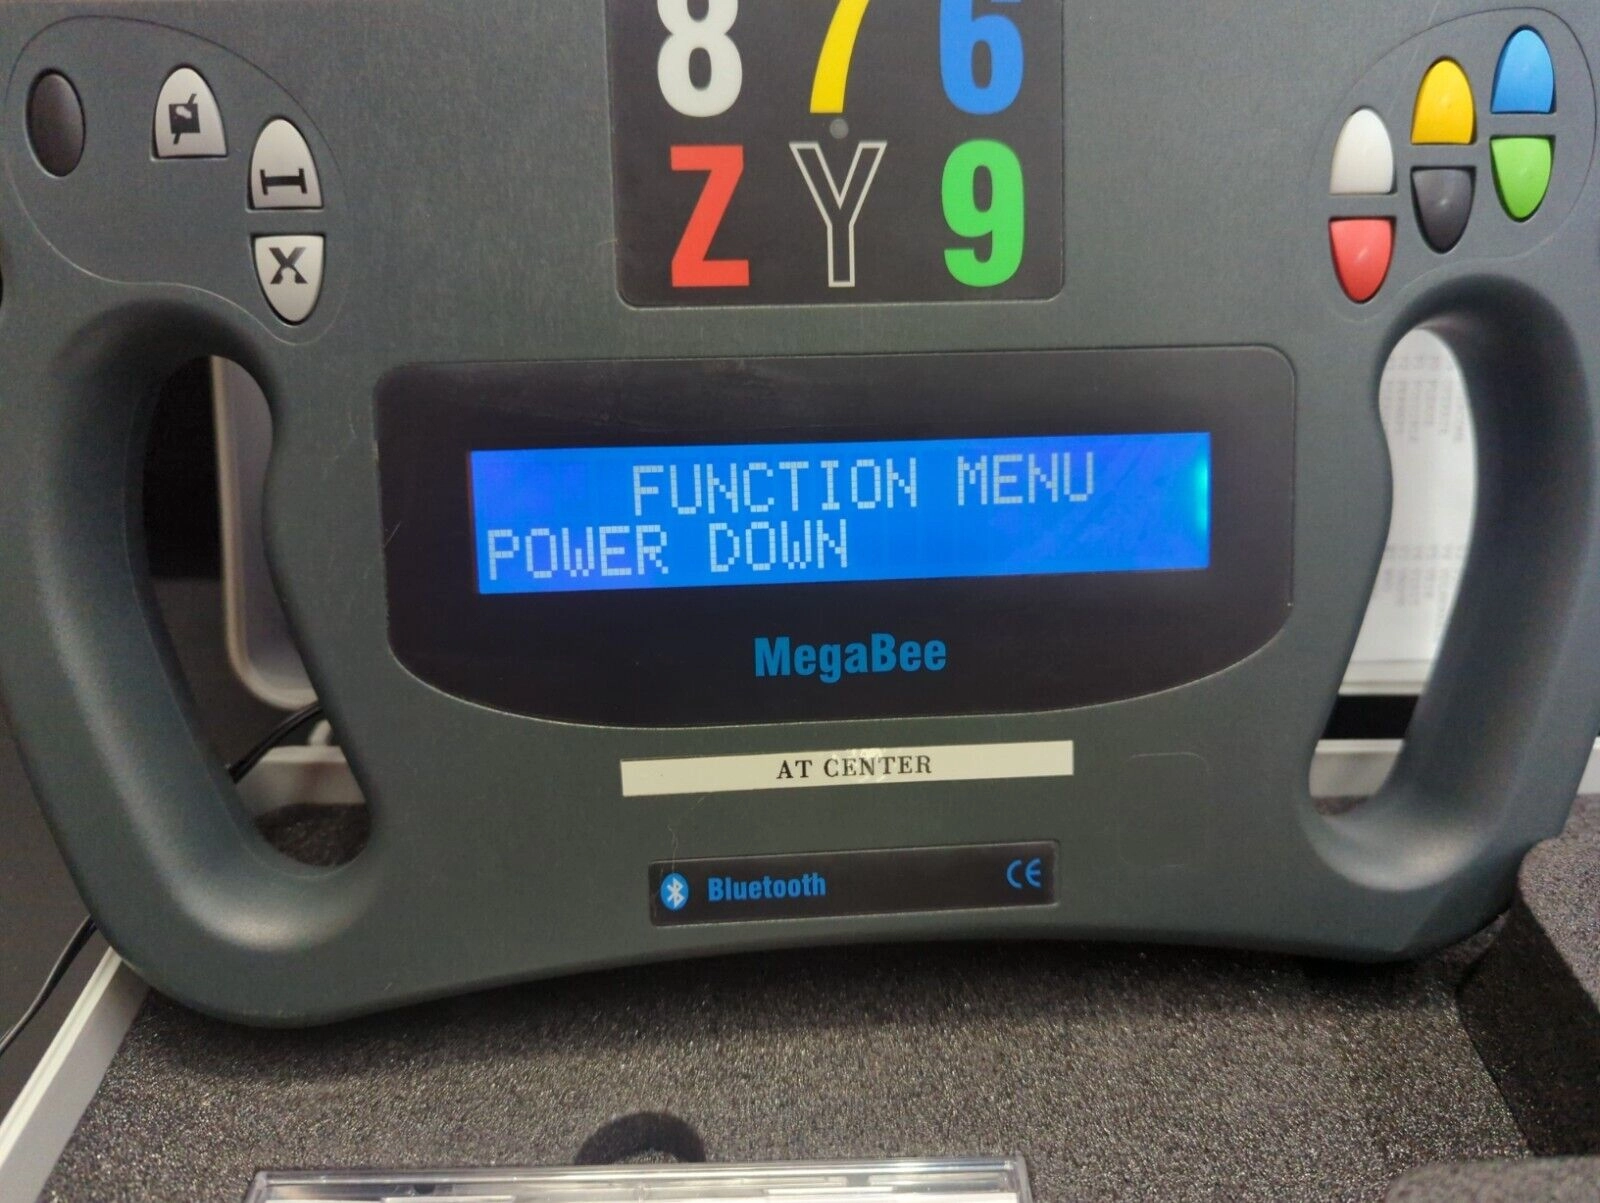 8 7 6
Z Y 9
X
FUNCTION MENU
POWER DOWN
MegaBee
AT CENTER
Bluetooth CE